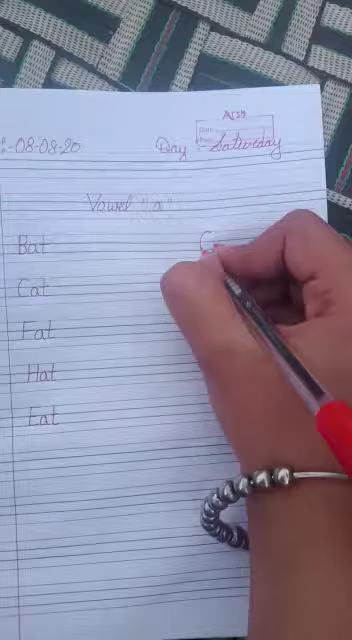 Arsh
:-08-08-20
Day :- Saturday
Vowel "a"
Bat
Cat
Fat
Hat
Eat